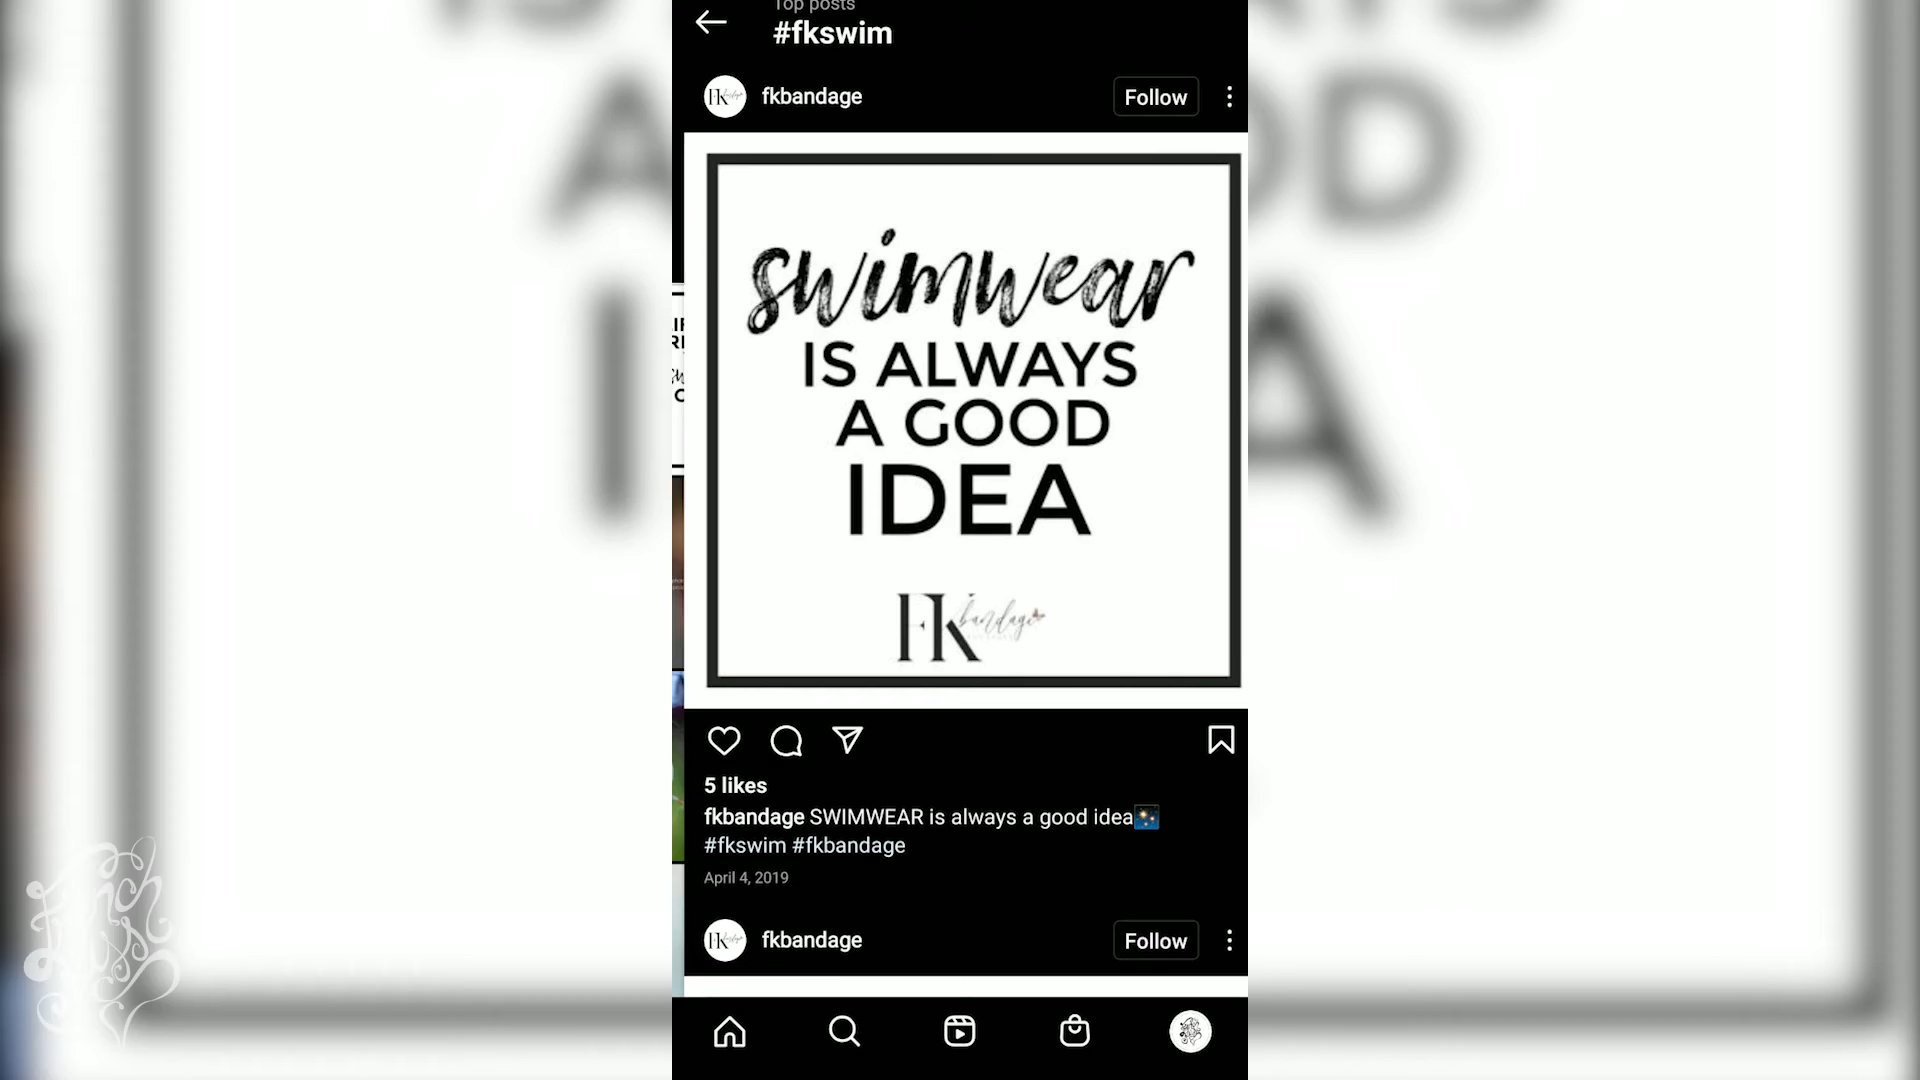 Top posts
#fkswim
fkbandage
Follow
swimwear
IS ALWAYS
A GOOD
IDEA
FK bandage
5 likes
fkbandage SWIMWEAR is always a good idea🎇
#fkswim #fkbandage
April 4, 2019
fkbandage
Follow